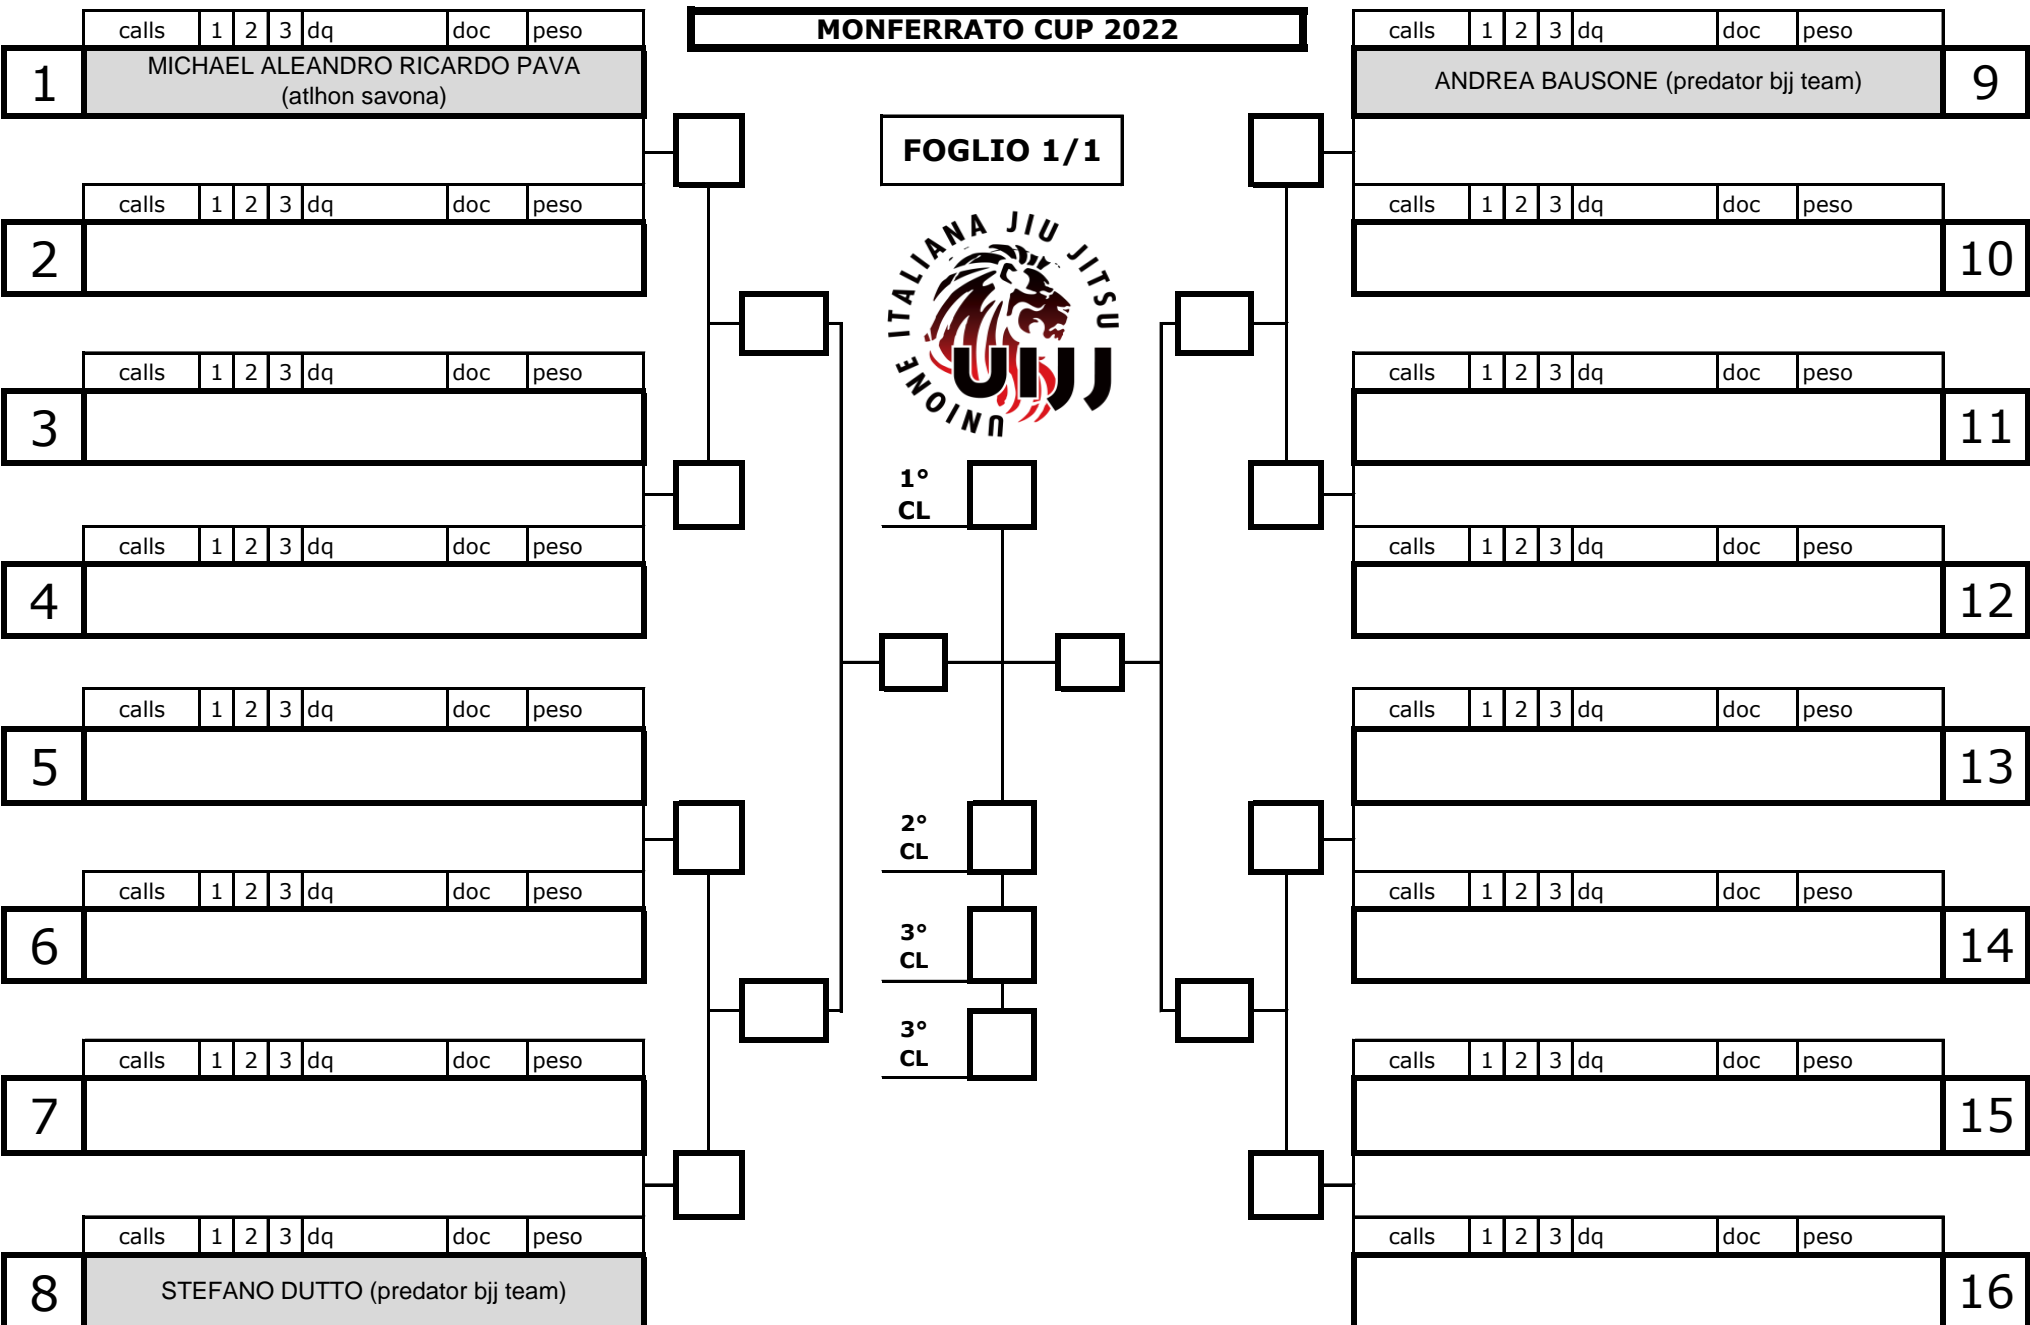 MONFERRATO CUP 2022
FOGLIO 1/1
UNIONE ITALIANA JIU JITSU
UIJJ
calls 1 2 3 dq doc peso
1 MICHAEL ALEANDRO RICARDO PAVA
(atlhon savona)
calls 1 2 3 dq doc peso
2
calls 1 2 3 dq doc peso
3
calls 1 2 3 dq doc peso
4
calls 1 2 3 dq doc peso
5
calls 1 2 3 dq doc peso
6
calls 1 2 3 dq doc peso
7
calls 1 2 3 dq doc peso
8 STEFANO DUTTO (predator bjj team)
1°
CL
2°
CL
3°
CL
3°
CL
calls 1 2 3 dq doc peso
ANDREA BAUSONE (predator bjj team) 9
calls 1 2 3 dq doc peso
10
calls 1 2 3 dq doc peso
11
calls 1 2 3 dq doc peso
12
calls 1 2 3 dq doc peso
13
calls 1 2 3 dq doc peso
14
calls 1 2 3 dq doc peso
15
calls 1 2 3 dq doc peso
16